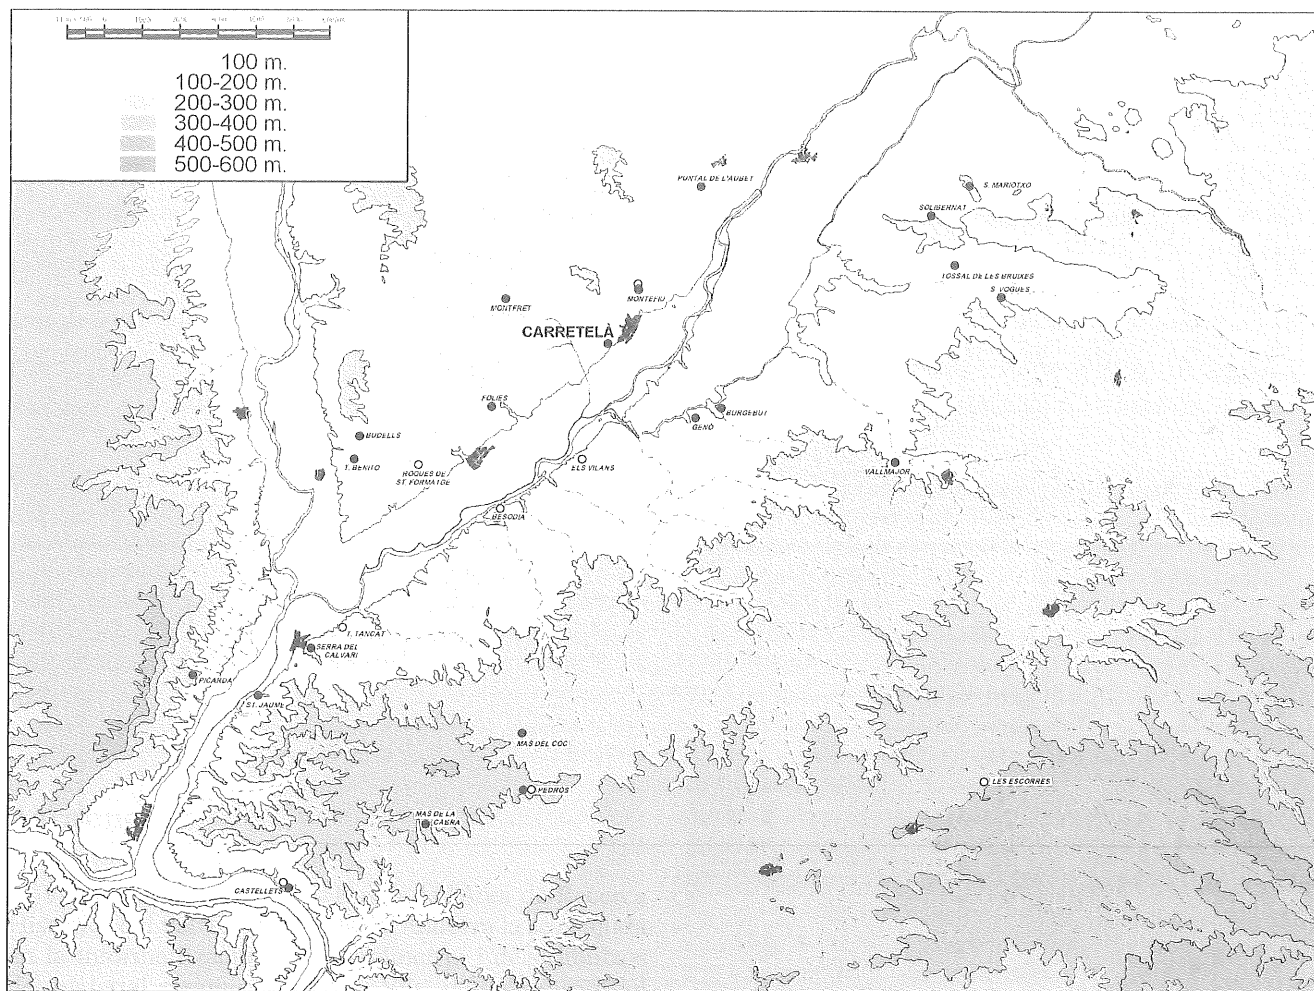 100 m.
100-200 m.
200-300 m.
300-400 m.
400-500 m.
500-600 m.
PUNTAL DE L'AUBET
S. MARIOTXO
SOLIBERNAT
TOSSAL DE LES BRUIXES
S. VOGUES
MONTEFIU
MONTFRET
CARRETELÀ
FOLIES
BURGEBUT
GENÓ
BUDELLS
T. BENITO
ROQUES DE
ST. FORMATGE
ELS VILANS
VALLMAJOR
BESODIA
T. TANCAT
SERRA DEL
CALVARI
PICARDA
ST. JAUME
MAS DEL COC
PEDRÓS
LES ESCORRES
MAS DE LA
CABRA
CASTELLETS